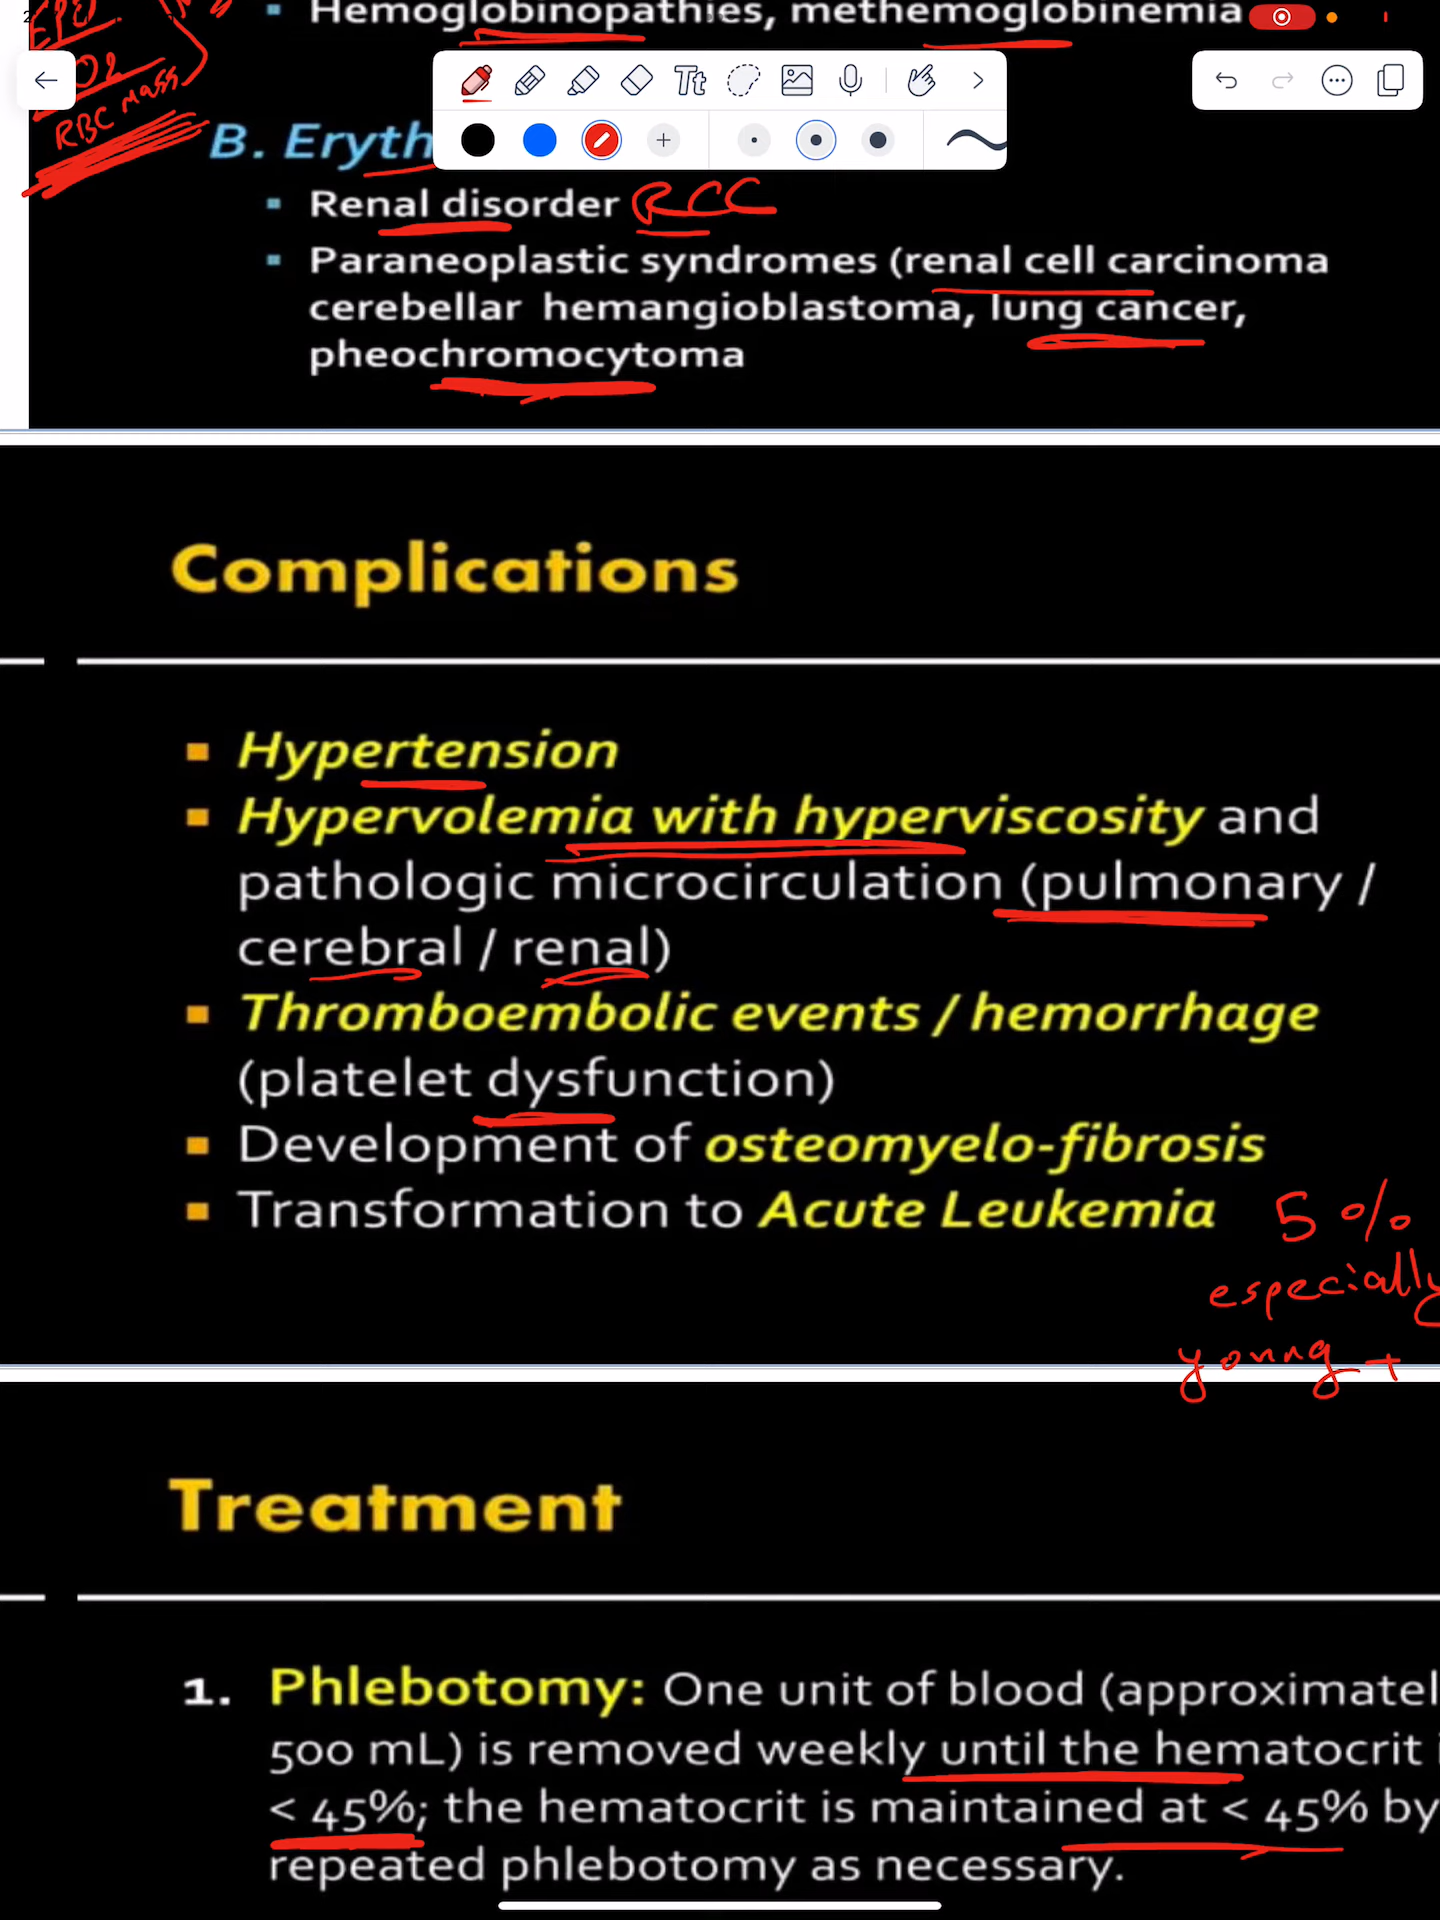 Hemoglobinopathies, methemoglobinemia
EPO
O2
RBC mass
Tt
B. Eryth
Renal disorder RCC
Paraneoplastic syndromes (renal cell carcinoma
cerebellar hemangioblastoma, lung cancer,
pheochromocytoma
Complications
Hypertension
Hypervolemia with hyperviscosity and
pathologic microcirculation (pulmonary /
cerebral / renal)
Thromboembolic events / hemorrhage
(platelet dysfunction)
Development of osteomyelo-fibrosis
Transformation to Acute Leukemia 5%
especially
young +
Treatment
1. Phlebotomy: One unit of blood (approximatel
500 mL) is removed weekly until the hematocrit
< 45%; the hematocrit is maintained at < 45% by
repeated phlebotomy as necessary.